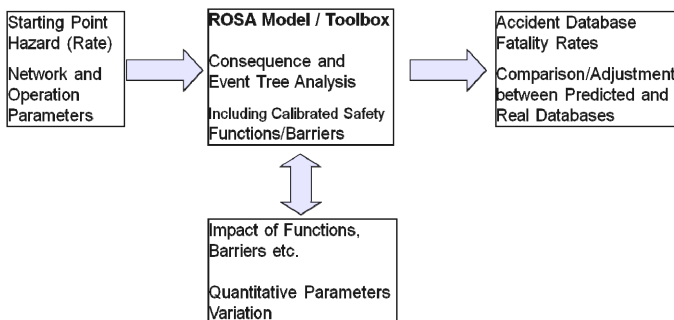 Starting Point
Hazard (Rate)
Network and
Operation
Parameters
ROSA Model / Toolbox
Consequence and
Event Tree Analysis
Including Calibrated Safety
Functions/Barriers
Accident Database
Fatality Rates
Comparison/Adjustment
between Predicted and
Real Databases
Impact of Functions,
Barriers etc.
Quantitative Parameters
Variation